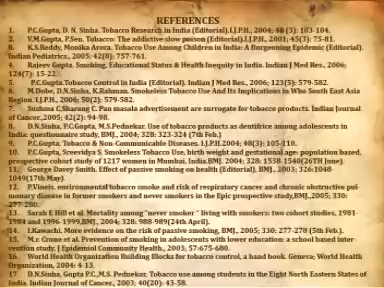 REFERENCES
1. P.C.Gupta, D. N. Sinha. Tobacco Research in India (Editorial).I.J.P.H., 2004; 48 (3): 103-104.
2. V.M.Gupta, P.Sen. Tobacco: The addictive slow poison (Editorial).I.J.P.H., 2001; 45(3): 75-81.
3. K.S.Reddy, Monika Arora. Tobacco Use Among Children in India: A Burgeoning Epidemic (Editorial).
Indian Pediatrics., 2005; 42(8): 757-761.
4. Rajeev Gupta. Smoking, Educational Status & Health Inequity in India. Indian J Med Res., 2006;
124(7): 15-22.
5. P.C.Gupta.Tobacco Control in India (Editorial). Indian J Med Res., 2006; 123(5): 579-582.
6. M.Dobe, D.N.Sinha, K.Rahman. Smokeless Tobacco Use And Its Implications in Who South East Asia
Region. I.J.P.H., 2006; 50(2): 579-582.
7. Sushma C,Sharang C. Pan masala advertisement are surrogate for tobacco products. Indian Journal
of Cancer.,2005; 42(2): 94-98.
8. D.N.Sinha, P.C.Gupta, M.S.Pednekar. Use of tobacco products as dentifrice among adolescents in
India: questionnaire study, BMJ., 2004; 328: 323-324 (7th Feb.)
9. P.C.Gupta. Tobacco & Non-Communicable Diseases. I.J.P.H.2004; 48(3): 105-110.
10. P.C.Gupta, Sreevidya S. Smokeless Tobacco Use, birth weight and gestational age: population based,
prospective cohort study of 1217 women in Mumbai, India.BMJ. 2004; 328: 1538-1540(26TH June).
11. George Davey Smith. Effect of passive smoking on health (Editorial), BMJ., 2003; 326:1048-
1049(17th May).
12. P.Vineis. environmental tobacco smoke and risk of respiratory cancer and chronic obstructive pul-
monary disease in former smokers and never smokers in the Epic prospective study,BMJ.,2005; 330:
277-280.
13. Sarah E Hill et al. Mortality among "never smoker " living with smokers: two cohort studies, 1981-
1984 and 1996-1999,BMJ., 2004; 328: 988-989(24th April).
14. I.Kawachi. More evidence on the risk of passive smoking, BMJ., 2005; 330: 277-278 (5th Feb.).
15. M.r. Crone et al. Prevention of smoking in adolescents with lower education: a school based inter-
vention study. J Epidemiol Community Health., 2003; 57:675-680.
16. World Health Organization Building Blocks for tobacco control, a hand book. Geneva; World Health
Organization, 2004: 4-13.
17 D.N.Sinha, Gupta P.C.,M.S. Pednekar. Tobacco use among students in the Eight North Eastern States of
India. Indian Journal of Cancer., 2003; 40(20): 43-58.